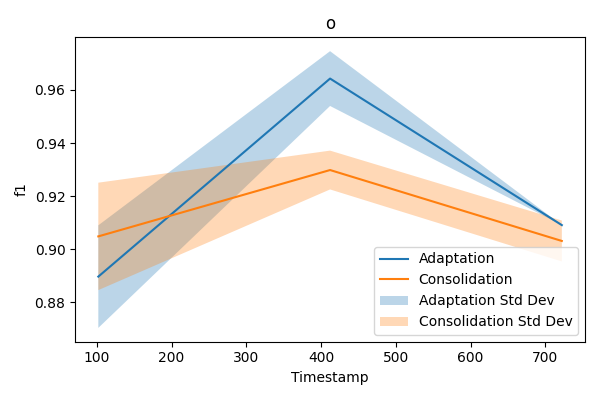 o
f1
0.96
0.94
0.92
0.90
0.88
Adaptation
Consolidation
Adaptation Std Dev
Consolidation Std Dev
100 200 300 400 500 600 700
Timestamp